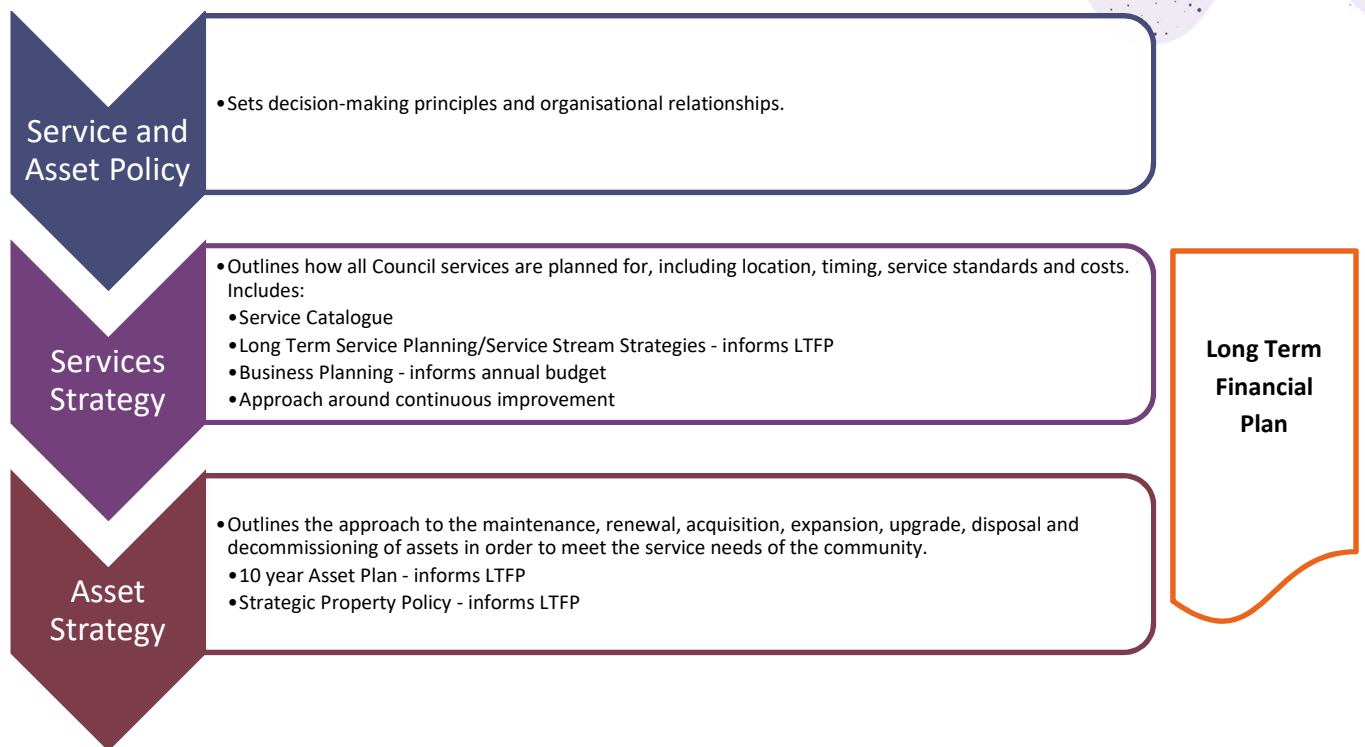 Service and
Asset Policy
•Sets decision-making principles and organisational relationships.
Services
Strategy
•Outlines how all Council services are planned for, including location, timing, service standards and costs.
Includes:
•Service Catalogue
•Long Term Service Planning/Service Stream Strategies - informs LTFP
•Business Planning - informs annual budget
•Approach around continuous improvement
Asset
Strategy
•Outlines the approach to the maintenance, renewal, acquisition, expansion, upgrade, disposal and
decommissioning of assets in order to meet the service needs of the community.
•10 year Asset Plan - informs LTFP
•Strategic Property Policy - informs LTFP
Long Term
Financial
Plan